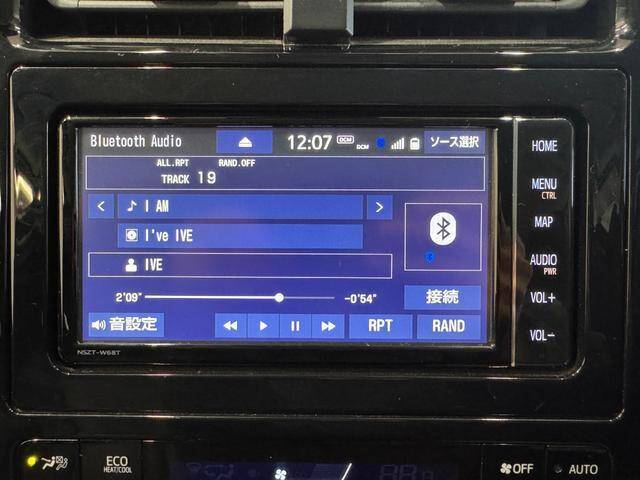 Bluetooth Audio 12:07 DCM DCM ソース選択
ALL.RPT RAND.OFF
TRACK 19
HOME
I AM
MENU
CTRL
I've IVE
MAP
IVE
AUDIO
PWR
2'09" -0'54" 接続
VOL+
音設定 RPT RAND
VOL-
NSZT-W68T
ECO
HEAT/COOL
OFF AUTO